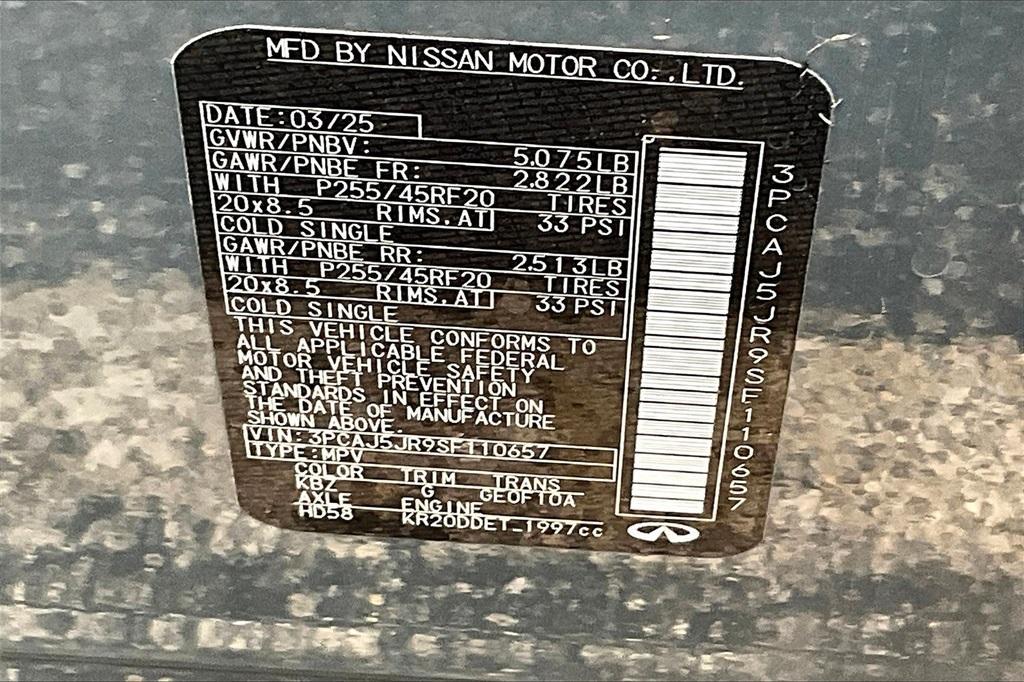 MFD BY NISSAN MOTOR CO.,LTD.
DATE:03/25
GVWR/PNBV: 5.075LB
GAWR/PNBE FR: 2.822LB
WITH P255/45RF20 TIRES
20x8.5 RIMS.AT 33 PSI
COLD SINGLE
GAWR/PNBE RR: 2.513LB
WITH P255/45RF20 TIRES
20x8.5 RIMS.AT 33 PSI
COLD SINGLE
THIS VEHICLE CONFORMS TO
ALL APPLICABLE FEDERAL
MOTOR VEHICLE SAFETY
AND THEFT PREVENTION
STANDARDS IN EFFECT ON
THE DATE OF MANUFACTURE
SHOWN ABOVE.
VIN:3PCAJ5JR9SF110657
TYPE:MPV
COLOR TRIM TRANS
KBZ G GEOF10A
AXLE ENGINE
HD58 KR20DDET_1997cc
3PCAJ5JR9SF110657